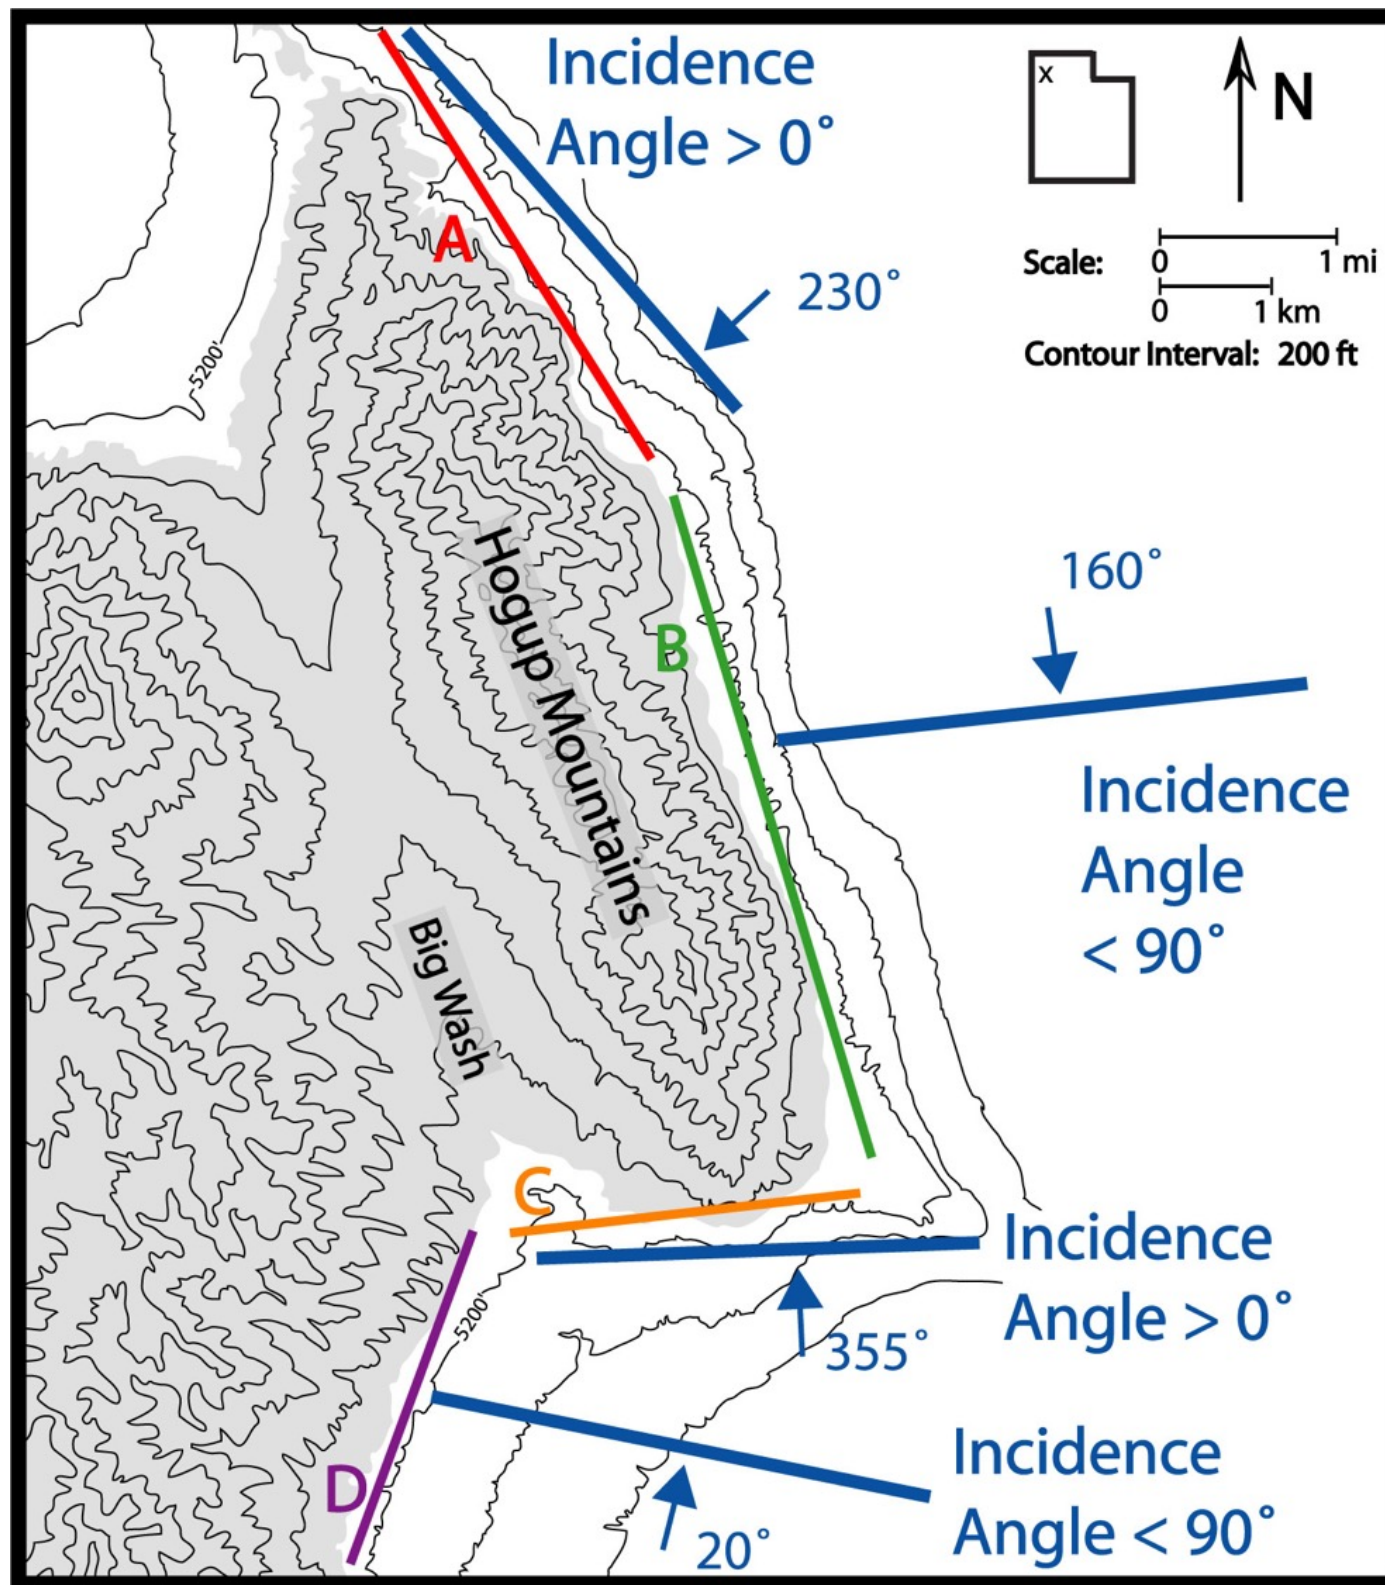 Incidence
Angle > 0°
x
N
Scale:
0
1 mi
0
1 km
Contour Interval: 200 ft
A
230°
5200'
Hogup Mountains
160°
B
Incidence
Angle
< 90°
Big Wash
C
Incidence
Angle > 0°
5200'
355°
Incidence
Angle < 90°
D
20°